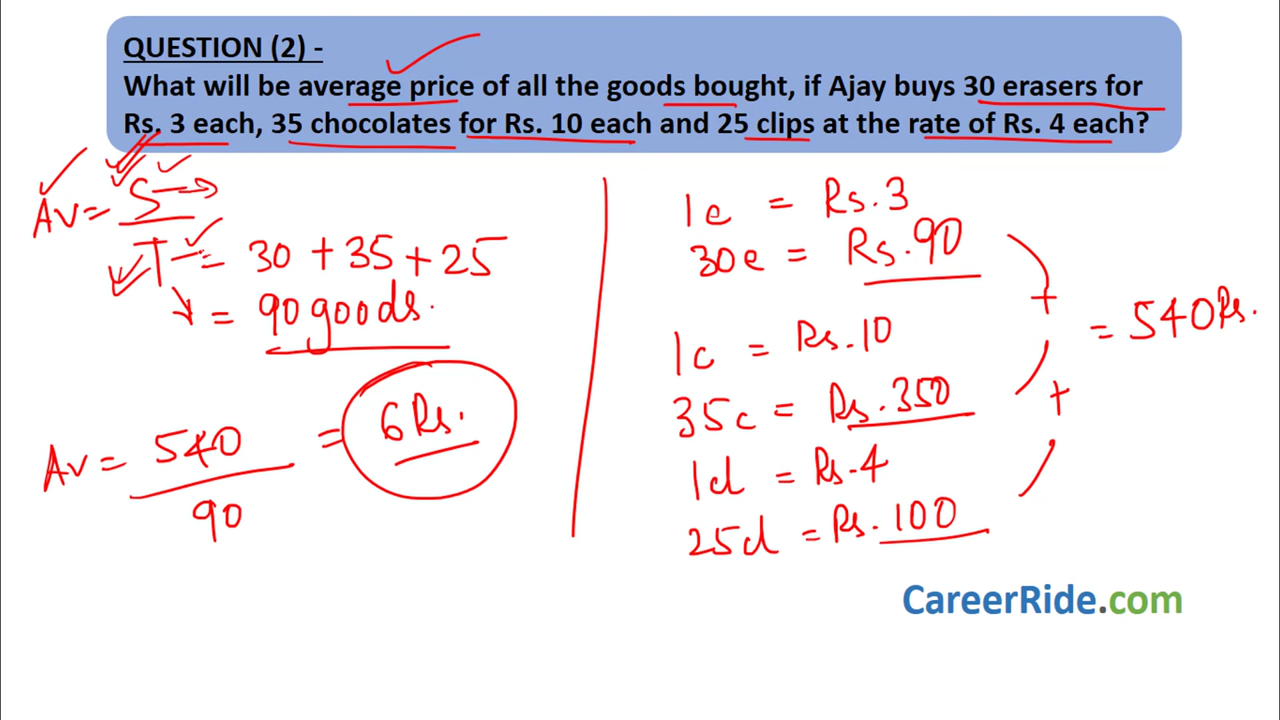 QUESTION (2) -
What will be average price of all the goods bought, if Ajay buys 30 erasers for
Rs. 3 each, 35 chocolates for Rs. 10 each and 25 clips at the rate of Rs. 4 each?
Av = S
T = 30 + 35 + 25
= 90 goods.
Av = 540
90
= 6 Rs.
1e = Rs. 3
30e = Rs. 90
+
1c = Rs. 10
= 540 Rs.
35c = Rs. 350
+
1cl = Rs. 4
25cl = Rs. 100
CareerRide.com